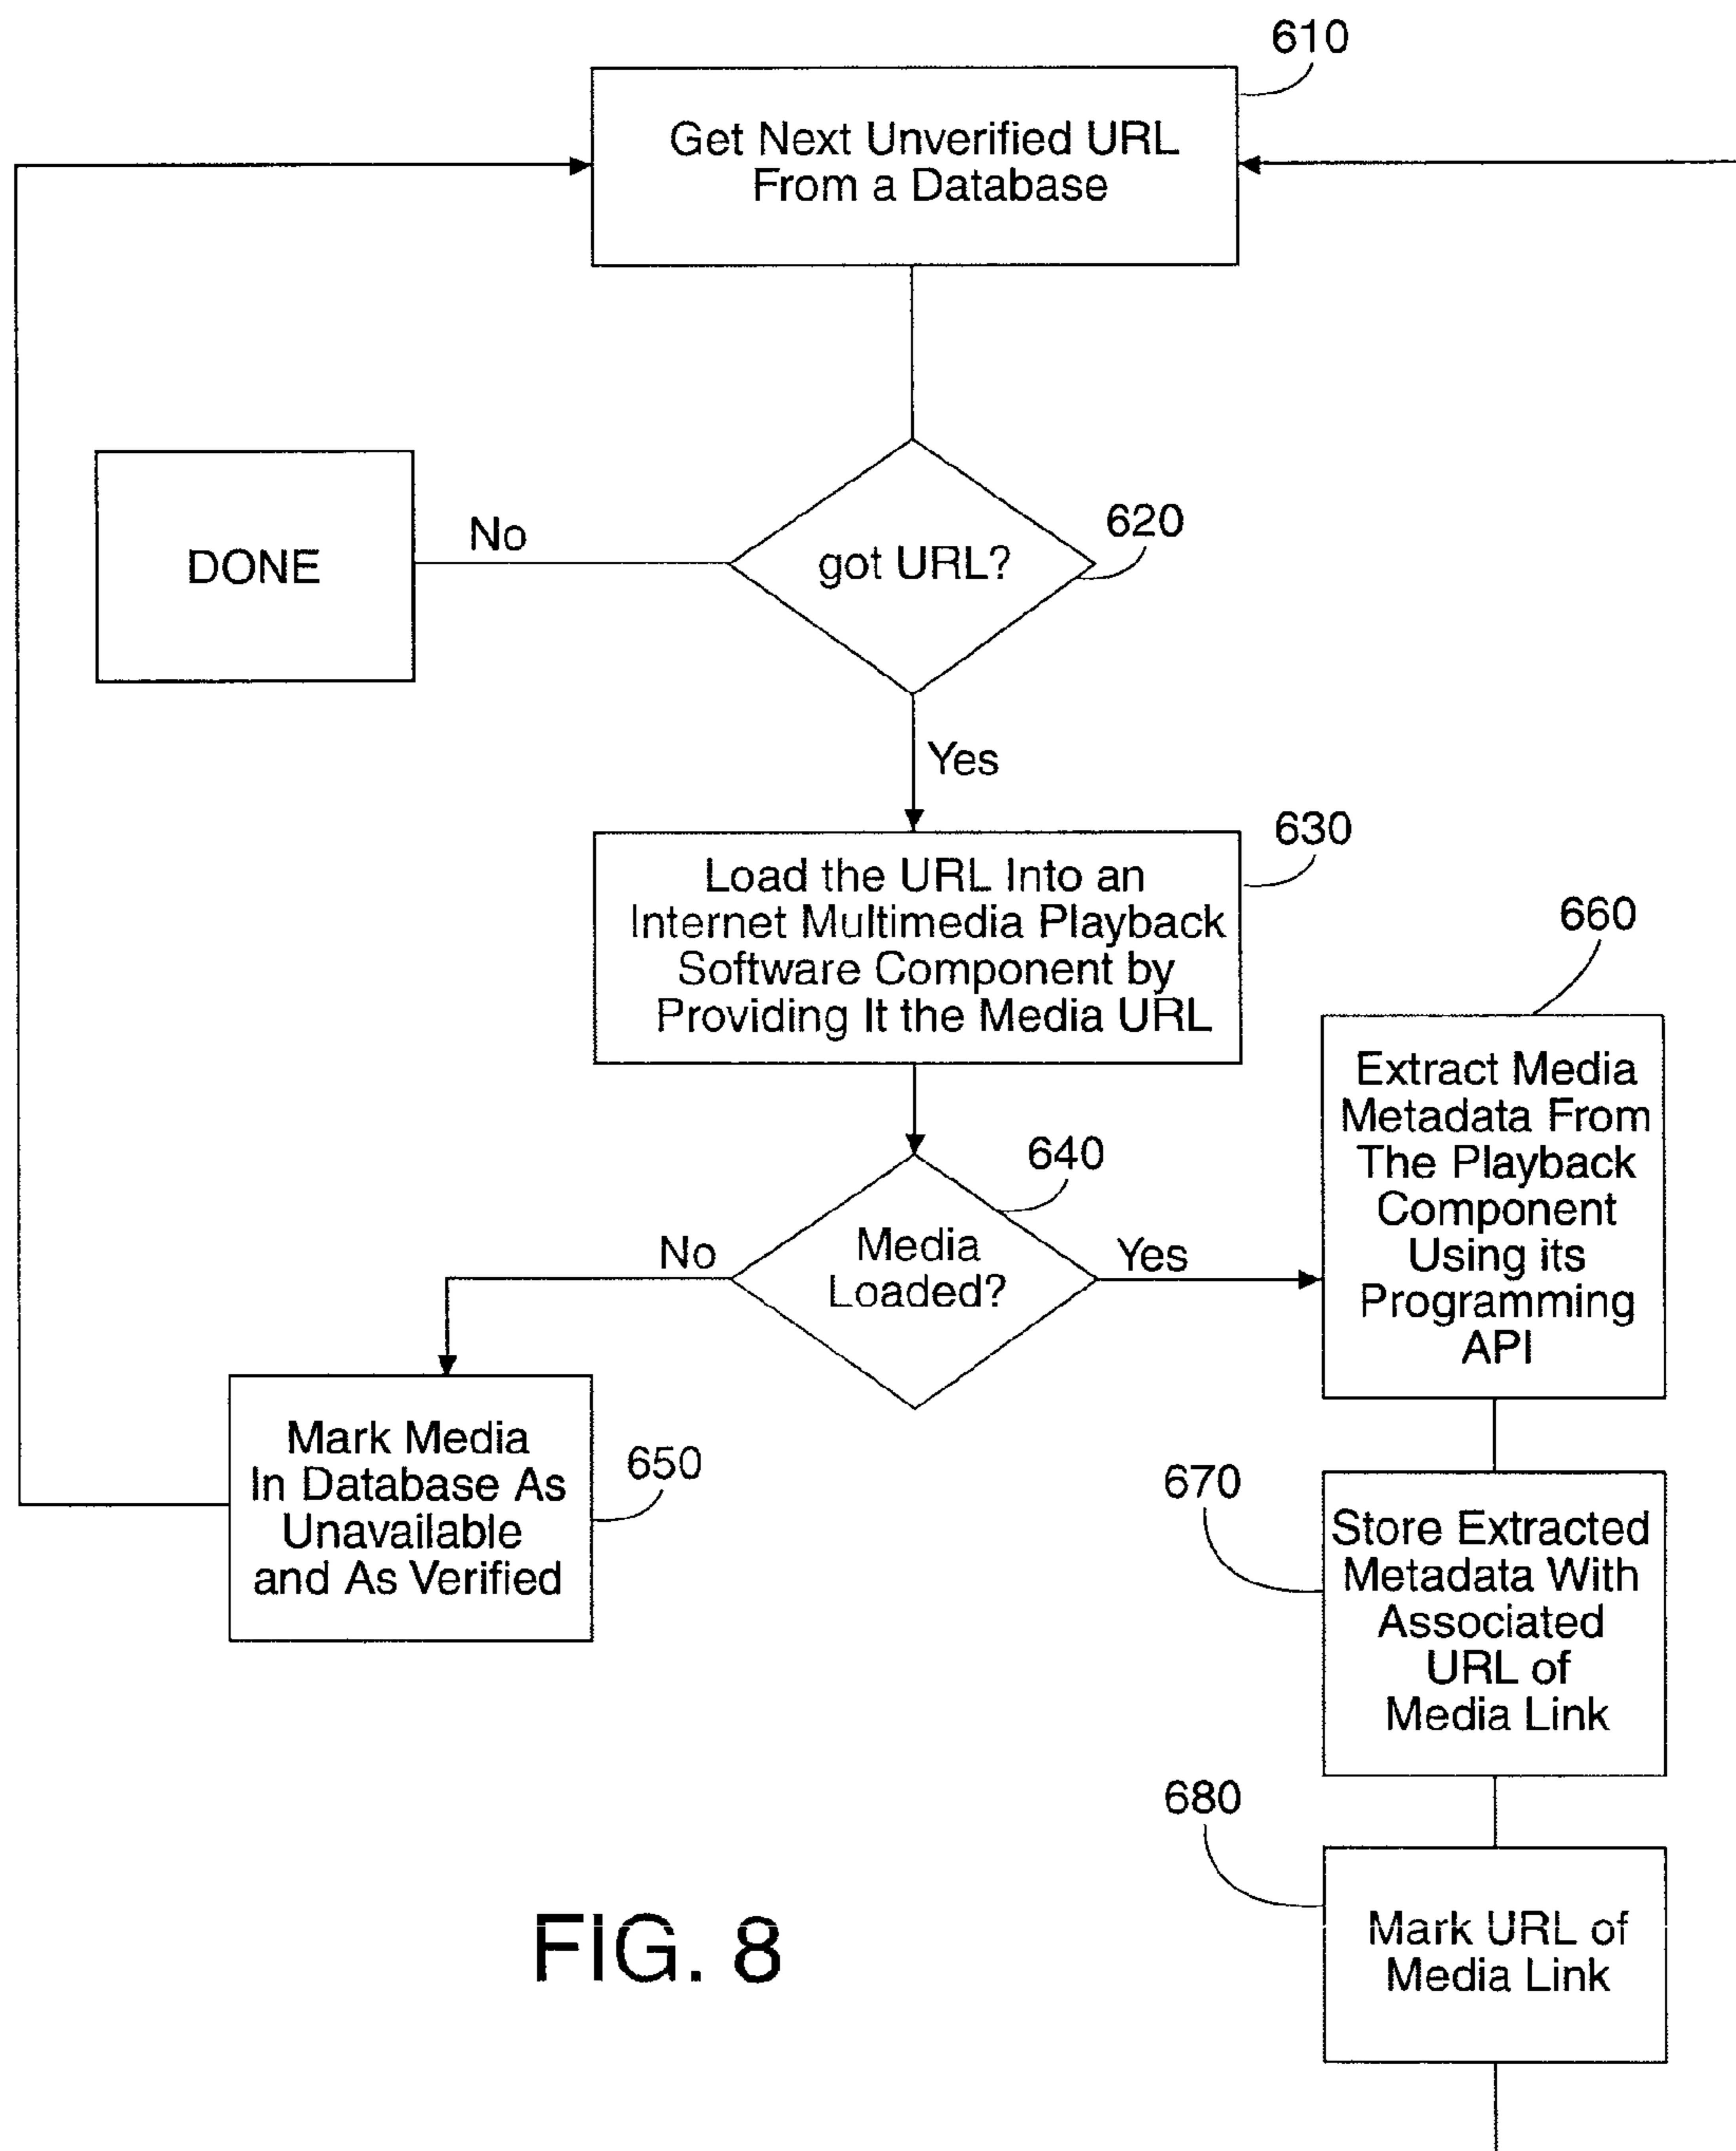 610
Get Next Unverified URL
From a Database
DONE
No
got URL?
620
Yes
630
Load the URL Into an
Internet Multimedia Playback
Software Component by
Providing It the Media URL
640
Media
Loaded?
No
Yes
660
Extract Media
Metadata From
The Playback
Component
Using its
Programming
API
Mark Media
In Database As
Unavailable
and As Verified
650
670
Store Extracted
Metadata With
Associated
URL of
Media Link
680
Mark URL of
Media Link
FIG. 8